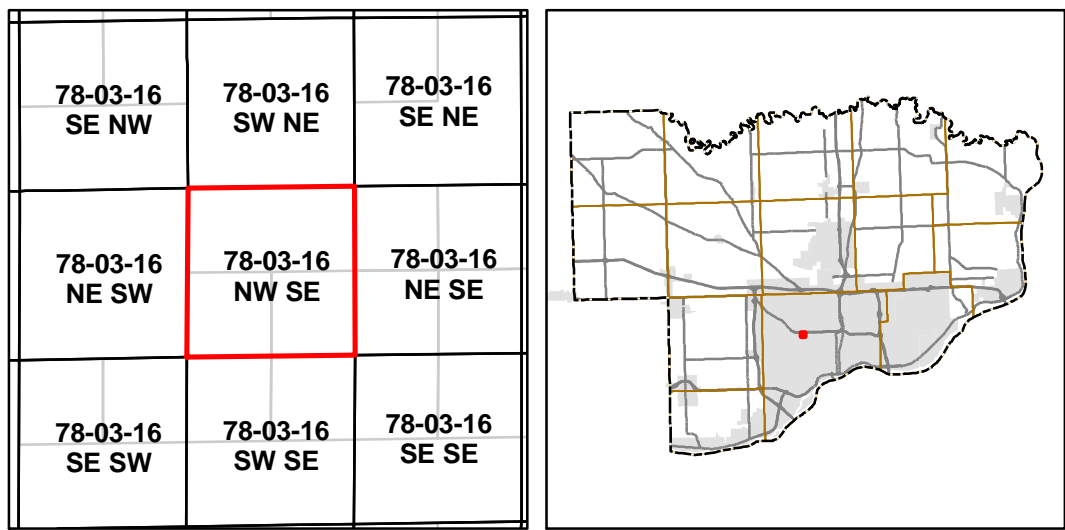 78-03-16
SE NW
78-03-16
SW NE
78-03-16
SE NE
78-03-16
NE SW
78-03-16
NW SE
78-03-16
NE SE
78-03-16
SE SW
78-03-16
SW SE
78-03-16
SE SE